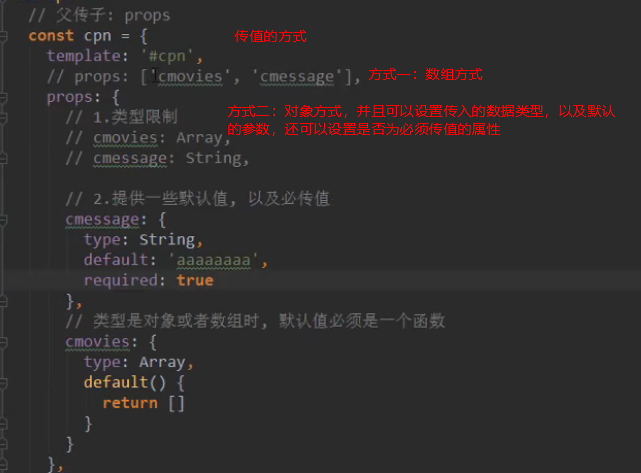 // 父传子: props
const cpn = { 传值的方式
template: '#cpn',
// props: ['cmovies', 'cmessage'], 方式一：数组方式
props: {
方式二：对象方式，并且可以设置传入的数据类型，以及默认
的参数，还可以设置是否为必须传值的属性
// 1.类型限制
// cmovies: Array,
// cmessage: String,
// 2.提供一些默认值, 以及必传值
cmessage: {
type: String,
default: 'aaaaaaaa',
required: true
},
// 类型是对象或者数组时, 默认值必须是一个函数
cmovies: {
type: Array,
default() {
return []
}
}
},